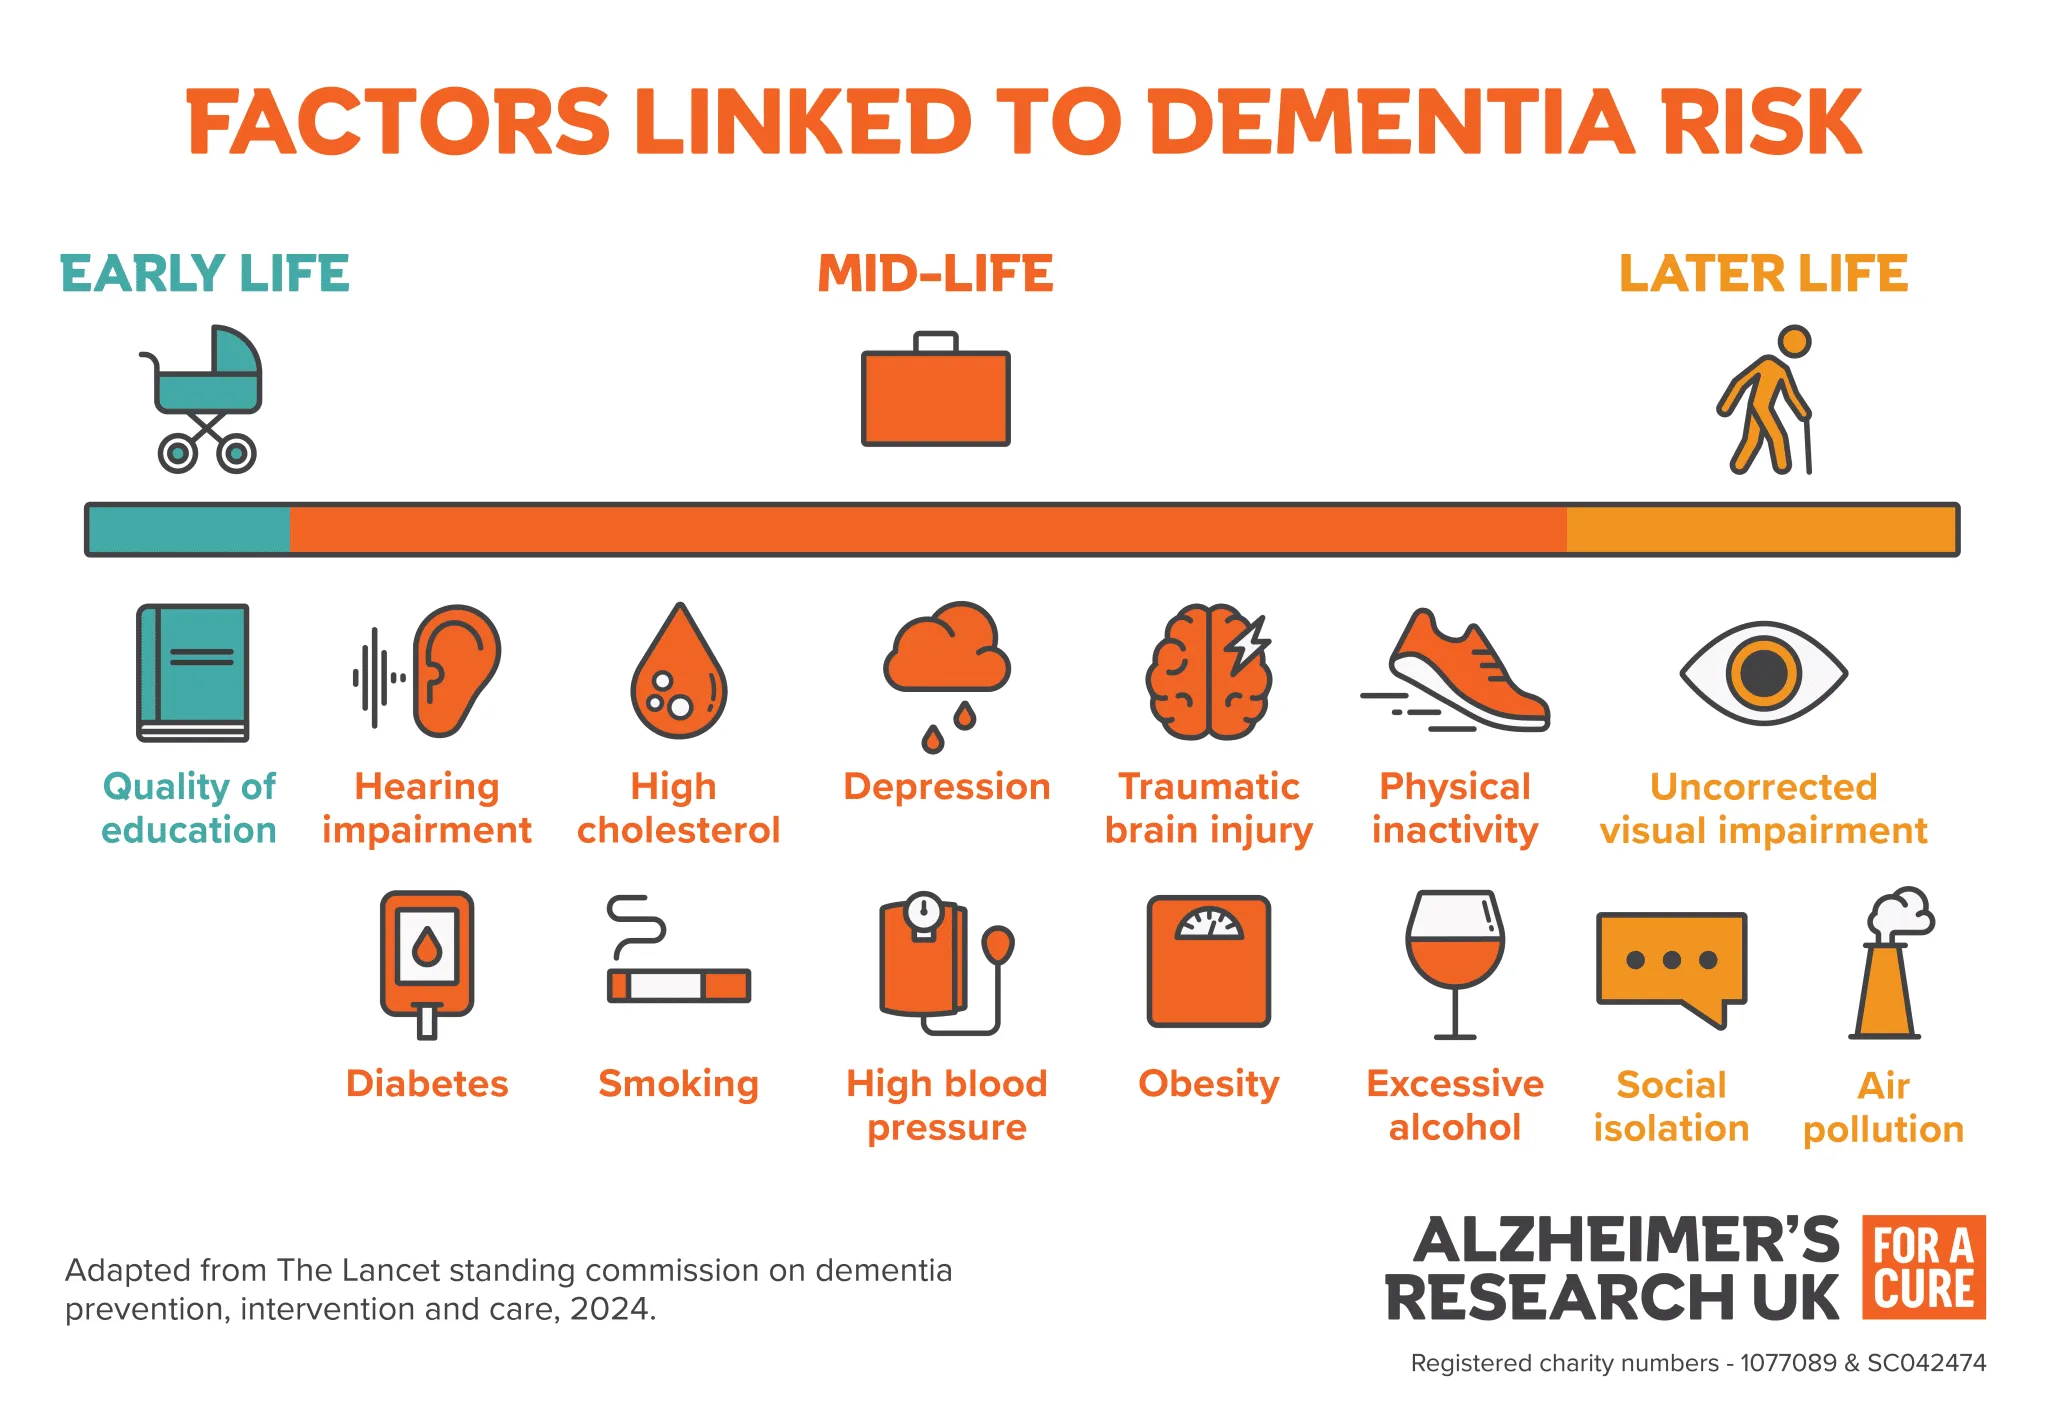 FACTORS LINKED TO DEMENTIA RISK
EARLY LIFE
MID-LIFE
LATER LIFE
Quality of
education
Hearing
impairment
High
cholesterol
Depression
Traumatic
brain injury
Physical
inactivity
Uncorrected
visual impairment
Diabetes
Smoking
High blood
pressure
Obesity
Excessive
alcohol
Social
isolation
Air
pollution
Adapted from The Lancet standing commission on dementia
prevention, intervention and care, 2024.
ALZHEIMER'S
RESEARCH UK
FOR A
CURE
Registered charity numbers - 1077089 & SC042474